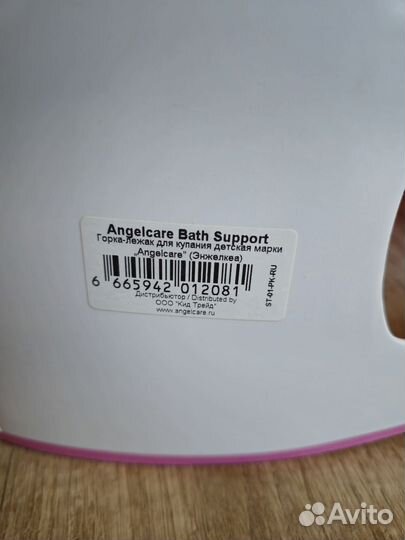 Angelcare Bath Support
Горка-лежак для купания детская марки
„Angelcare" (Энжелкеа)
6 665942 012081
Дистрибьютор / Distributed by
ООО "Кид Трейд"
www.angelcare.ru
ST-01-PK-RU
Avito